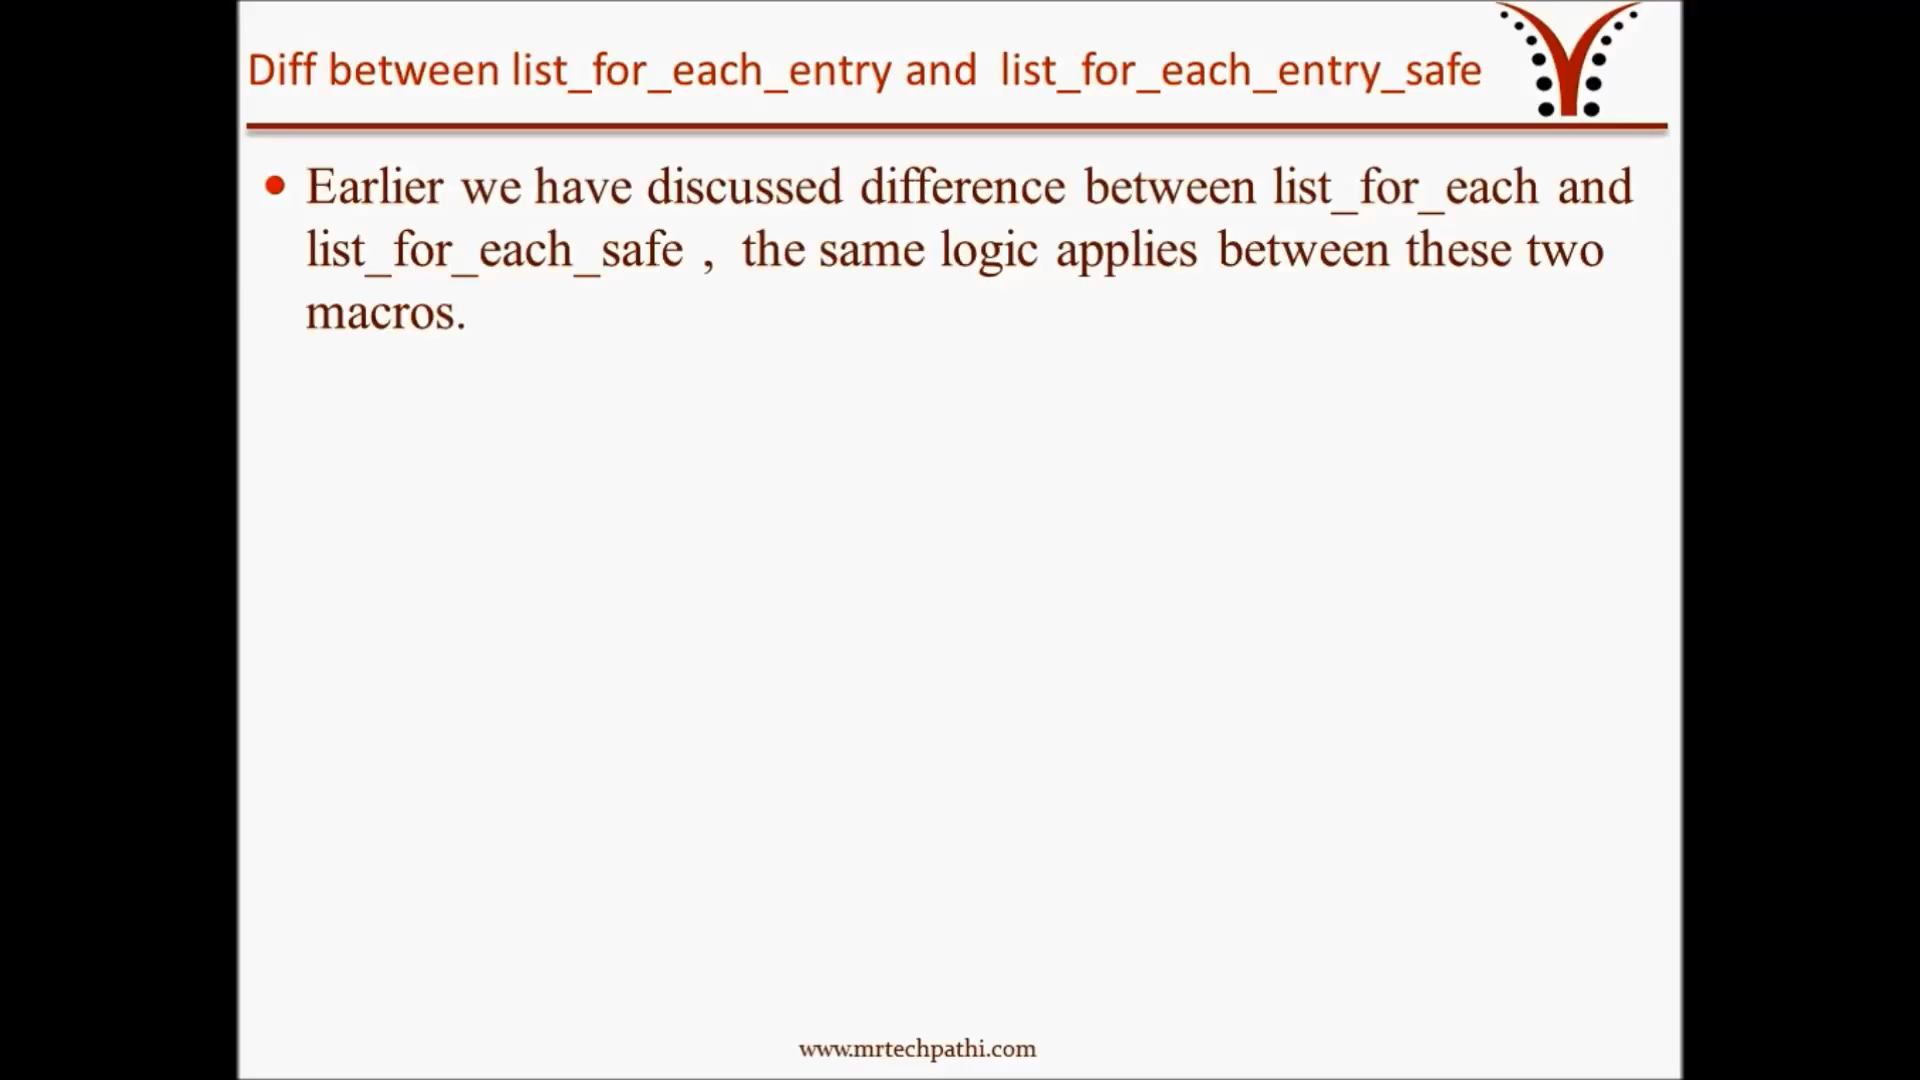 Diff between list_for_each_entry and list_for_each_entry_safe
• Earlier we have discussed difference between list_for_each and
list_for_each_safe , the same logic applies between these two
macros.
www.mrtechpathi.com